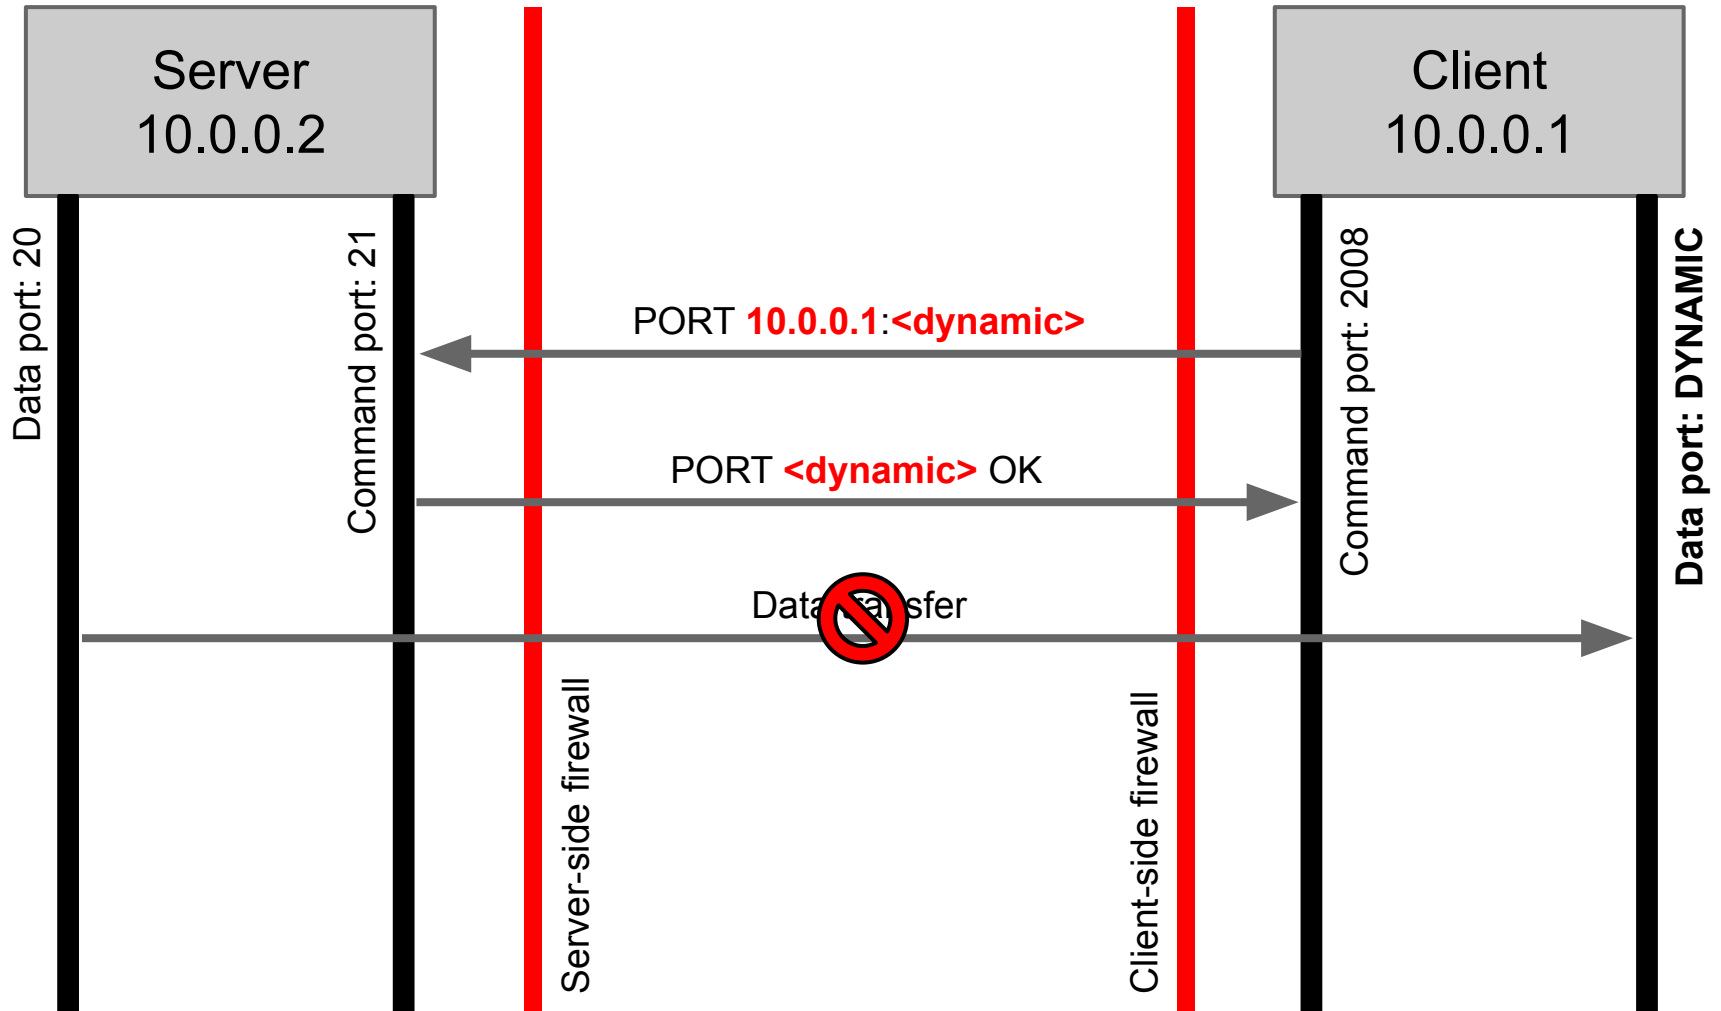 Server
10.0.0.2
Client
10.0.0.1
Data port: 20
Command port: 21
Command port: 2008
Data port: DYNAMIC
PORT 10.0.0.1:<dynamic>
PORT <dynamic> OK
Data transfer
Server-side firewall
Client-side firewall